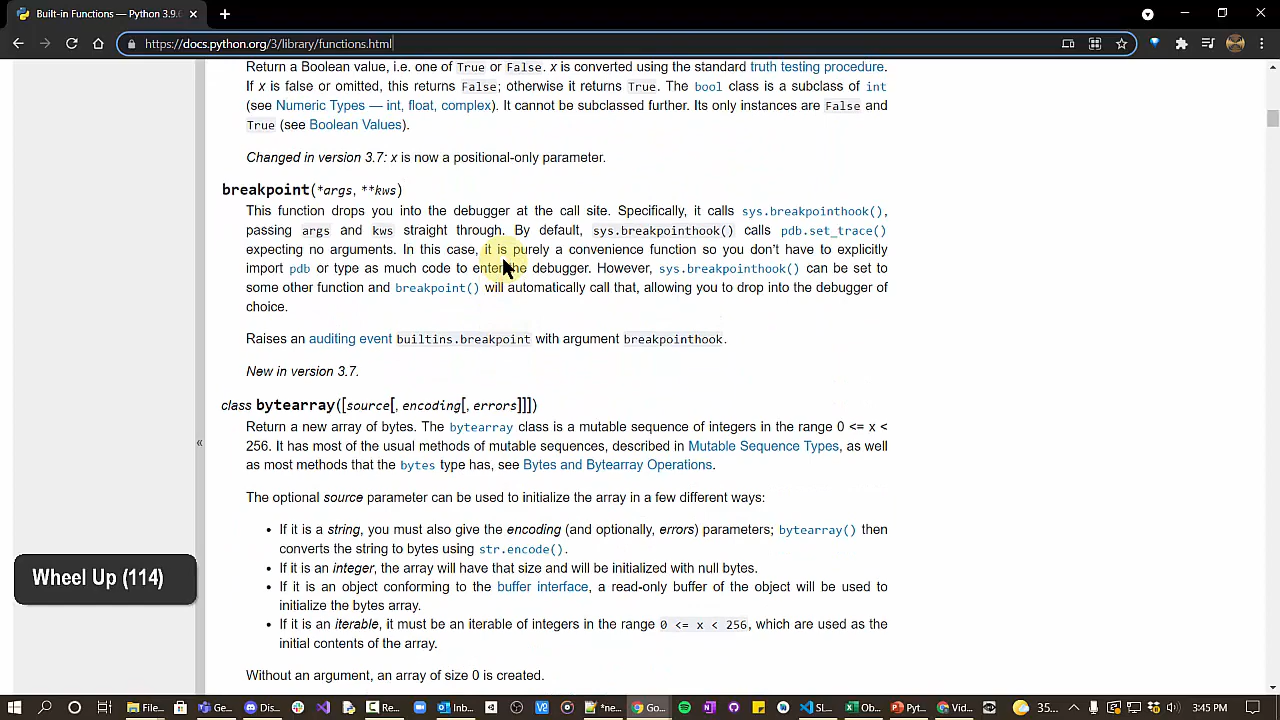 Built-in Functions — Python 3.9.
https://docs.python.org/3/library/functions.html
Return a Boolean value, i.e. one of True or False. x is converted using the standard truth testing procedure.
If x is false or omitted, this returns False; otherwise it returns True. The bool class is a subclass of int
(see Numeric Types — int, float, complex). It cannot be subclassed further. Its only instances are False and
True (see Boolean Values).
Changed in version 3.7: x is now a positional-only parameter.
breakpoint(*args, **kws)
This function drops you into the debugger at the call site. Specifically, it calls sys.breakpointhook(),
passing args and kws straight through. By default, sys.breakpointhook() calls pdb.set_trace()
expecting no arguments. In this case, it is purely a convenience function so you don't have to explicitly
import pdb or type as much code to enter the debugger. However, sys.breakpointhook() can be set to
some other function and breakpoint() will automatically call that, allowing you to drop into the debugger of
choice.
Raises an auditing event builtins.breakpoint with argument breakpointhook.
New in version 3.7.
class bytearray([source[, encoding[, errors]]])
Return a new array of bytes. The bytearray class is a mutable sequence of integers in the range 0 <= x <
256. It has most of the usual methods of mutable sequences, described in Mutable Sequence Types, as well
as most methods that the bytes type has, see Bytes and Bytearray Operations.
«
The optional source parameter can be used to initialize the array in a few different ways:
• If it is a string, you must also give the encoding (and optionally, errors) parameters; bytearray() then
converts the string to bytes using str.encode().
• If it is an integer, the array will have that size and will be initialized with null bytes.
• If it is an object conforming to the buffer interface, a read-only buffer of the object will be used to
initialize the bytes array.
• If it is an iterable, it must be an iterable of integers in the range 0 <= x < 256, which are used as the
initial contents of the array.
Without an argument, an array of size 0 is created.
Wheel Up (114)
File... Ge... Dis... Re... Inb... *ne... Go... SL... Ob... Pyt... Vid... 35... 3:45 PM